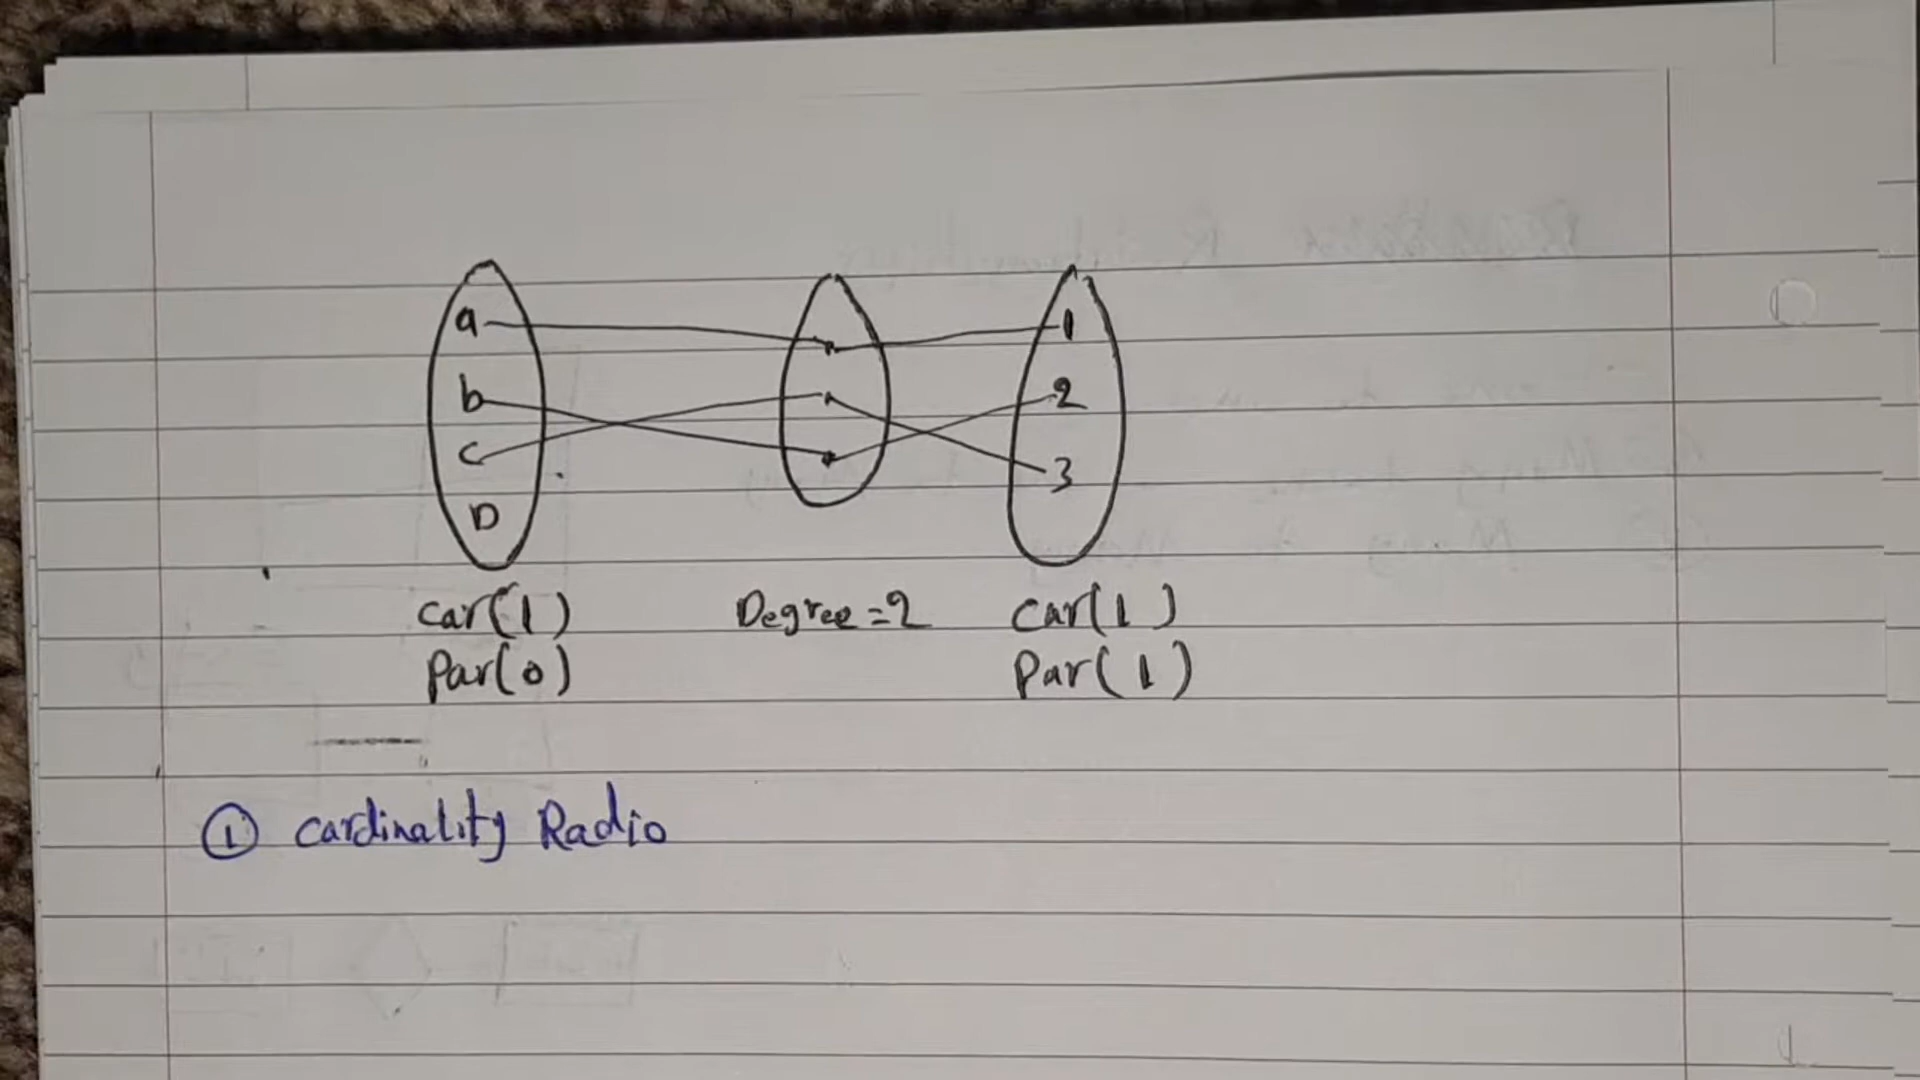 a 1
b 2
c 3
D
car(1) Degree=2 car(1)
Par(0) Par(1)
① cardinality Radio